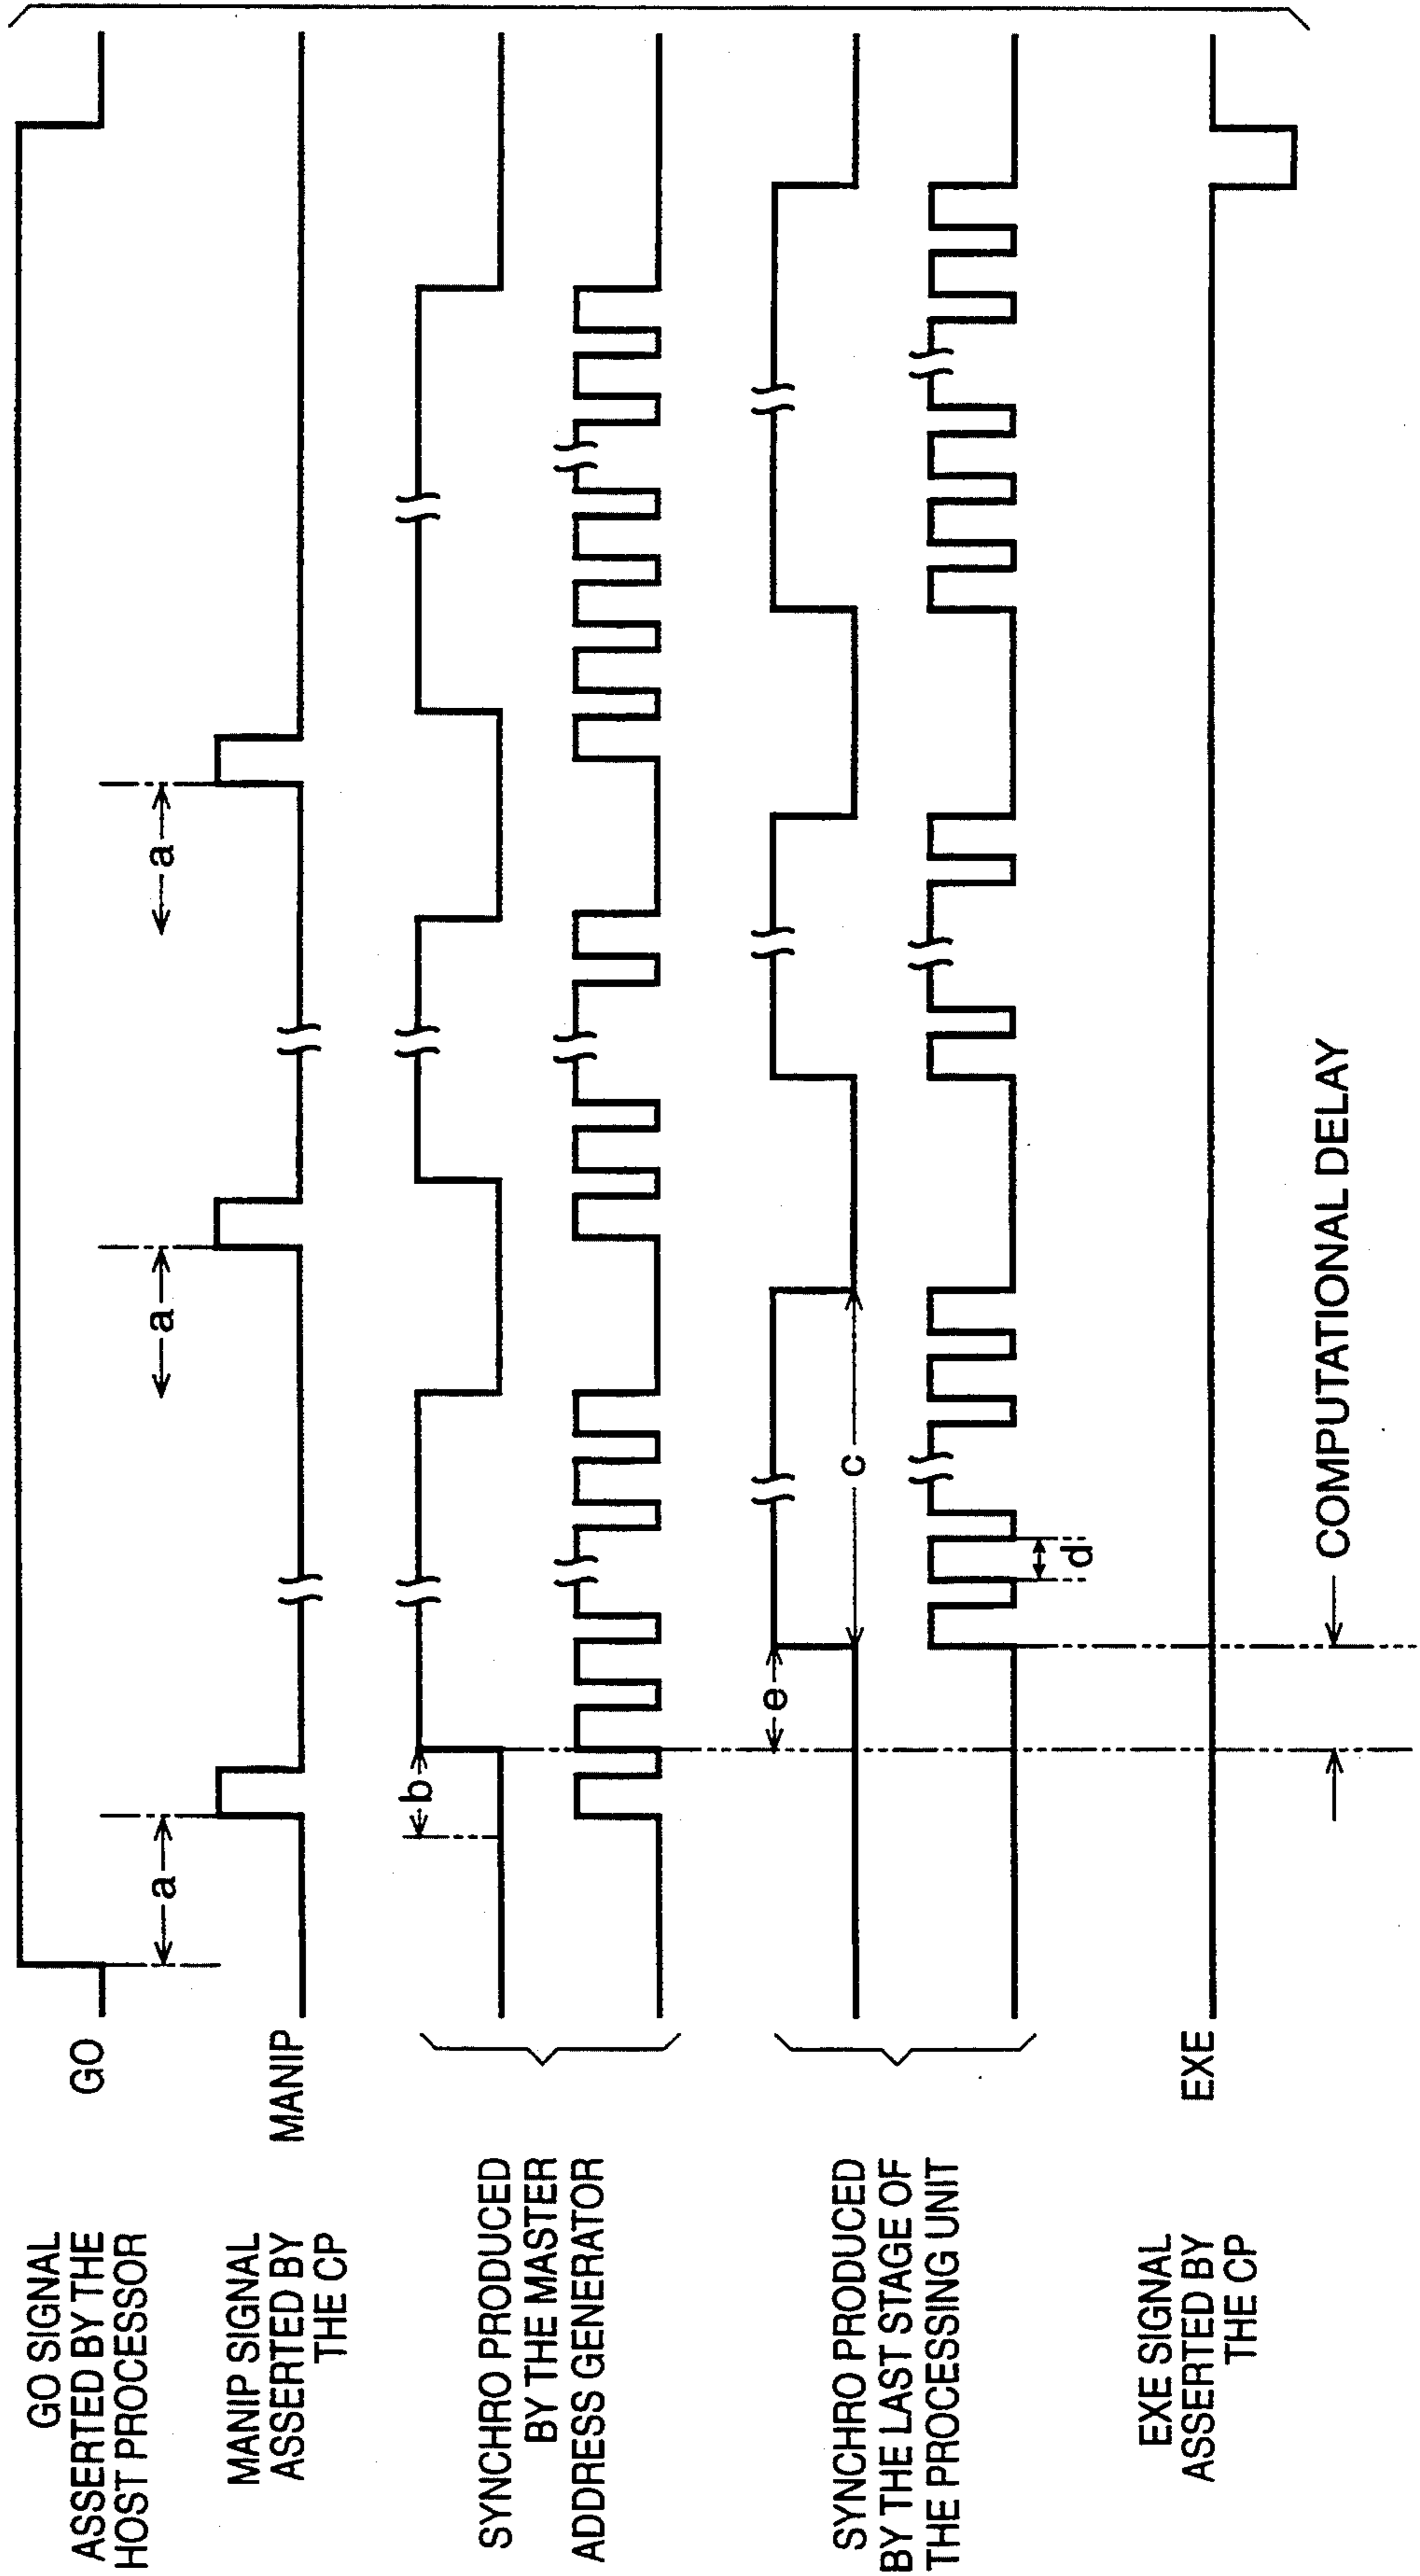 GO SIGNAL
ASSERTED BY THE
HOST PROCESSOR
GO
a
a
a
MANIP SIGNAL
ASSERTED BY
THE CP
MANIP
SYNCHRO PRODUCED
BY THE MASTER
ADDRESS GENERATOR
b
SYNCHRO PRODUCED
BY THE LAST STAGE OF
THE PROCESSING UNIT
e
c
d
EXE SIGNAL
ASSERTED BY
THE CP
EXE
COMPUTATIONAL DELAY